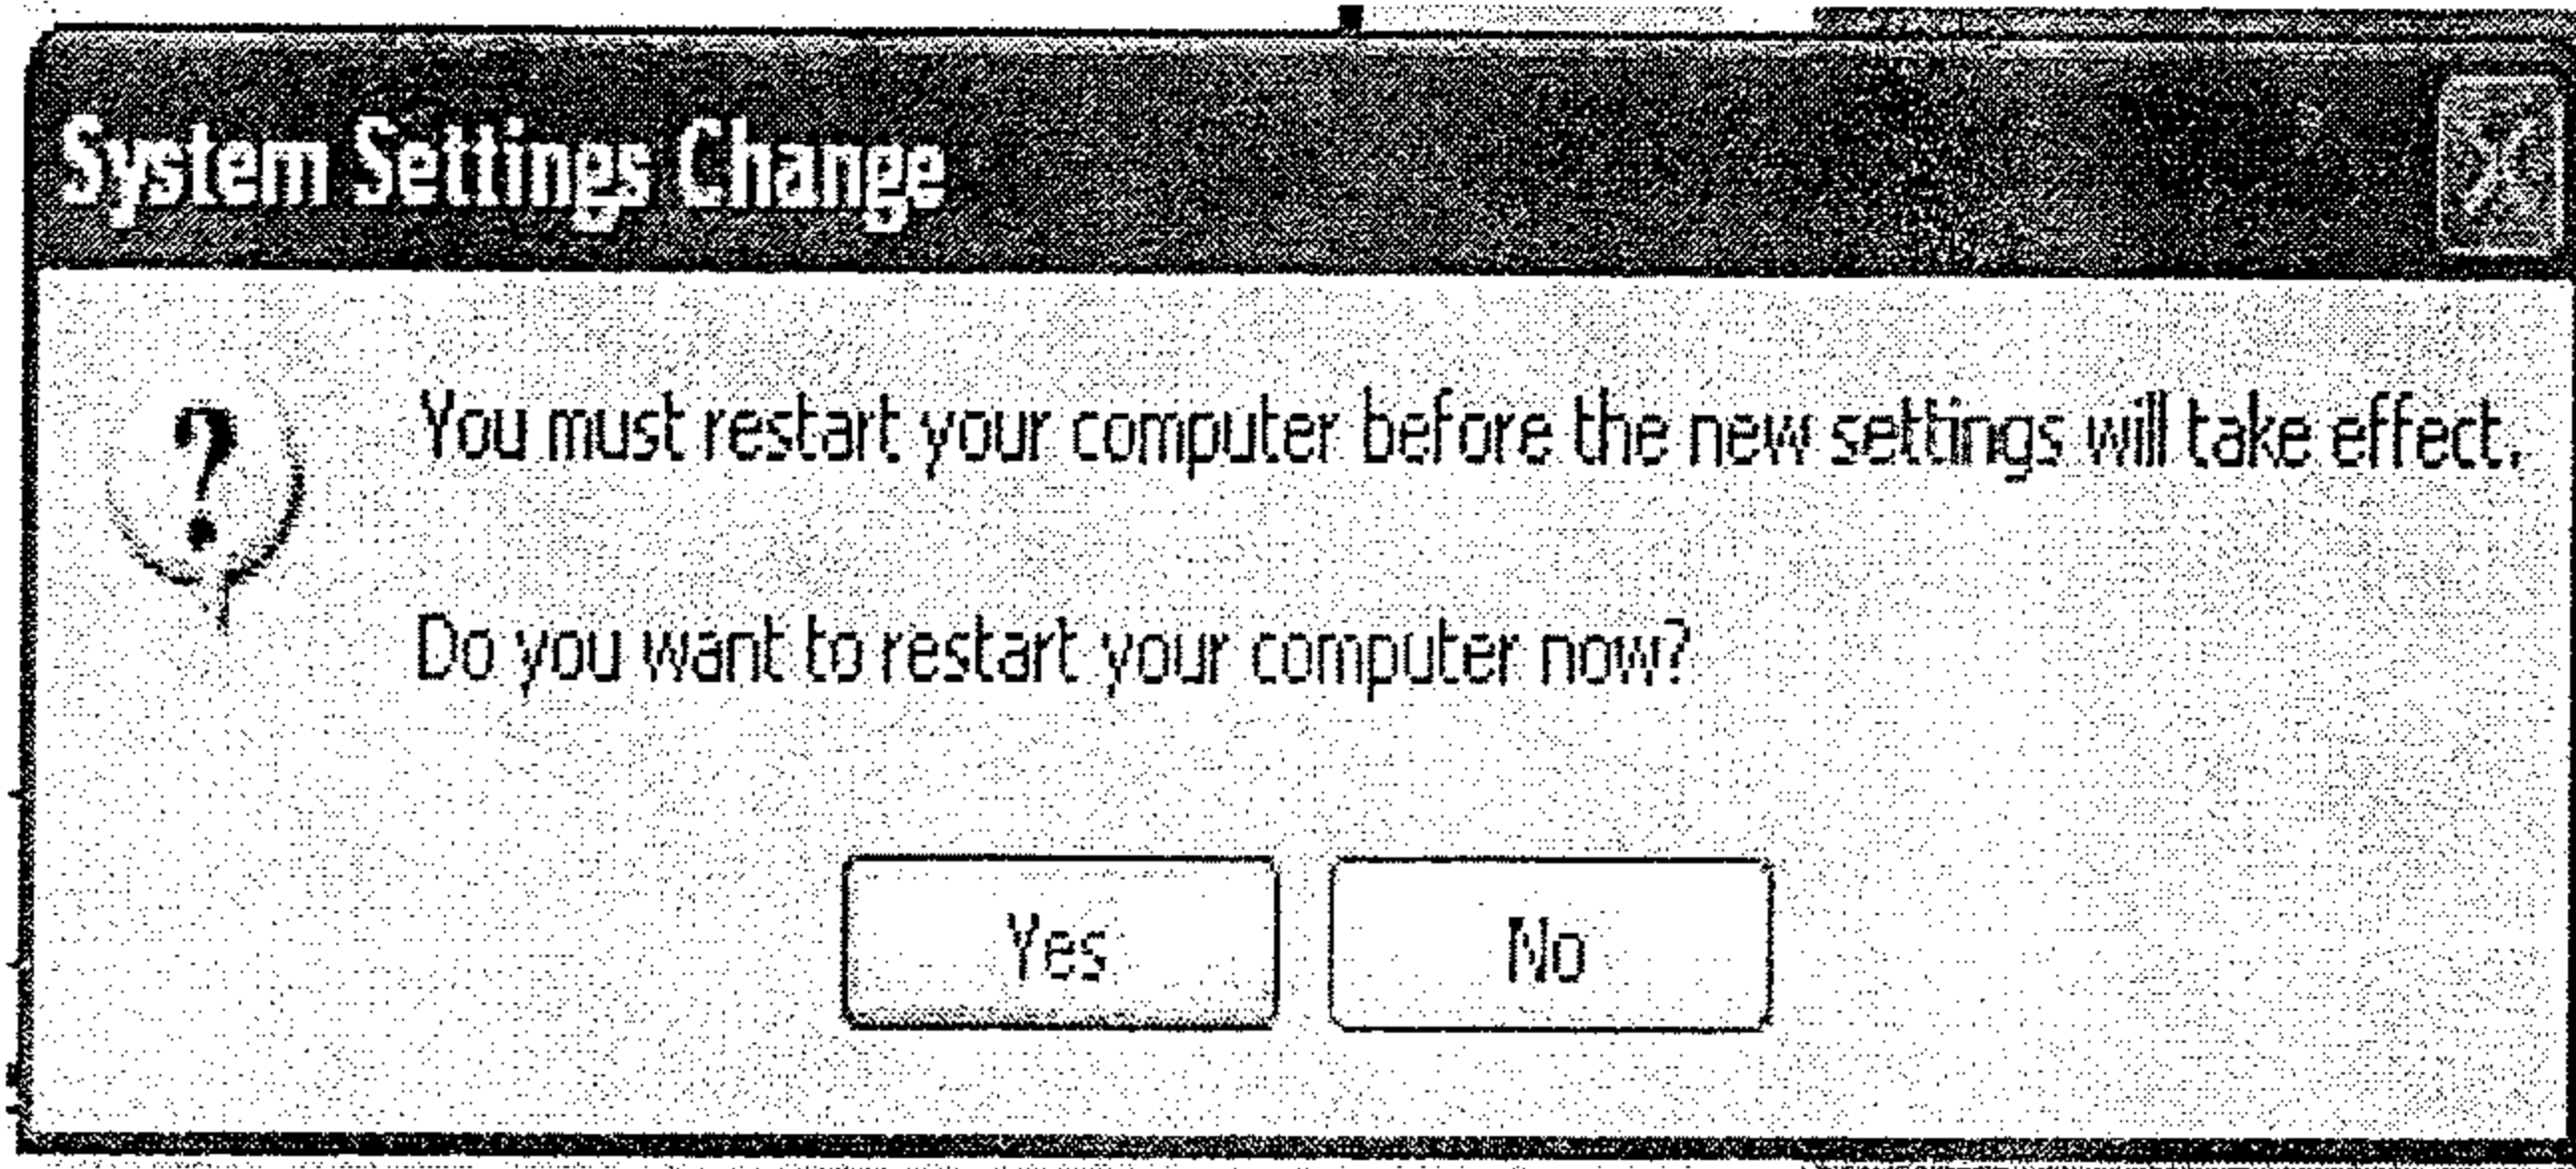 System Settings Change
You must restart your computer before the new settings will take effect.
Do you want to restart your computer now?
Yes
No